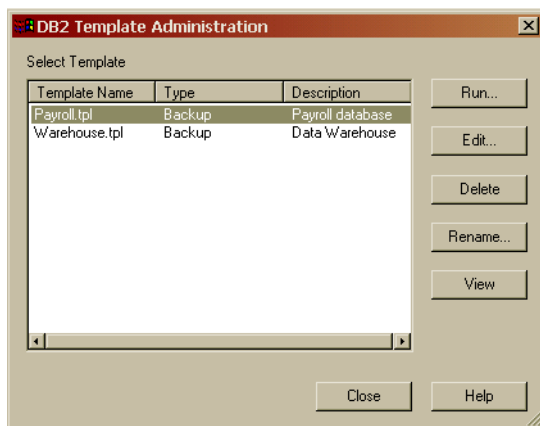 DB2 Template Administration
Select Template
Template Name Type Description
Payroll.tpl Backup Payroll database
Warehouse.tpl Backup Data Warehouse
Run...
Edit...
Delete
Rename...
View
Close Help